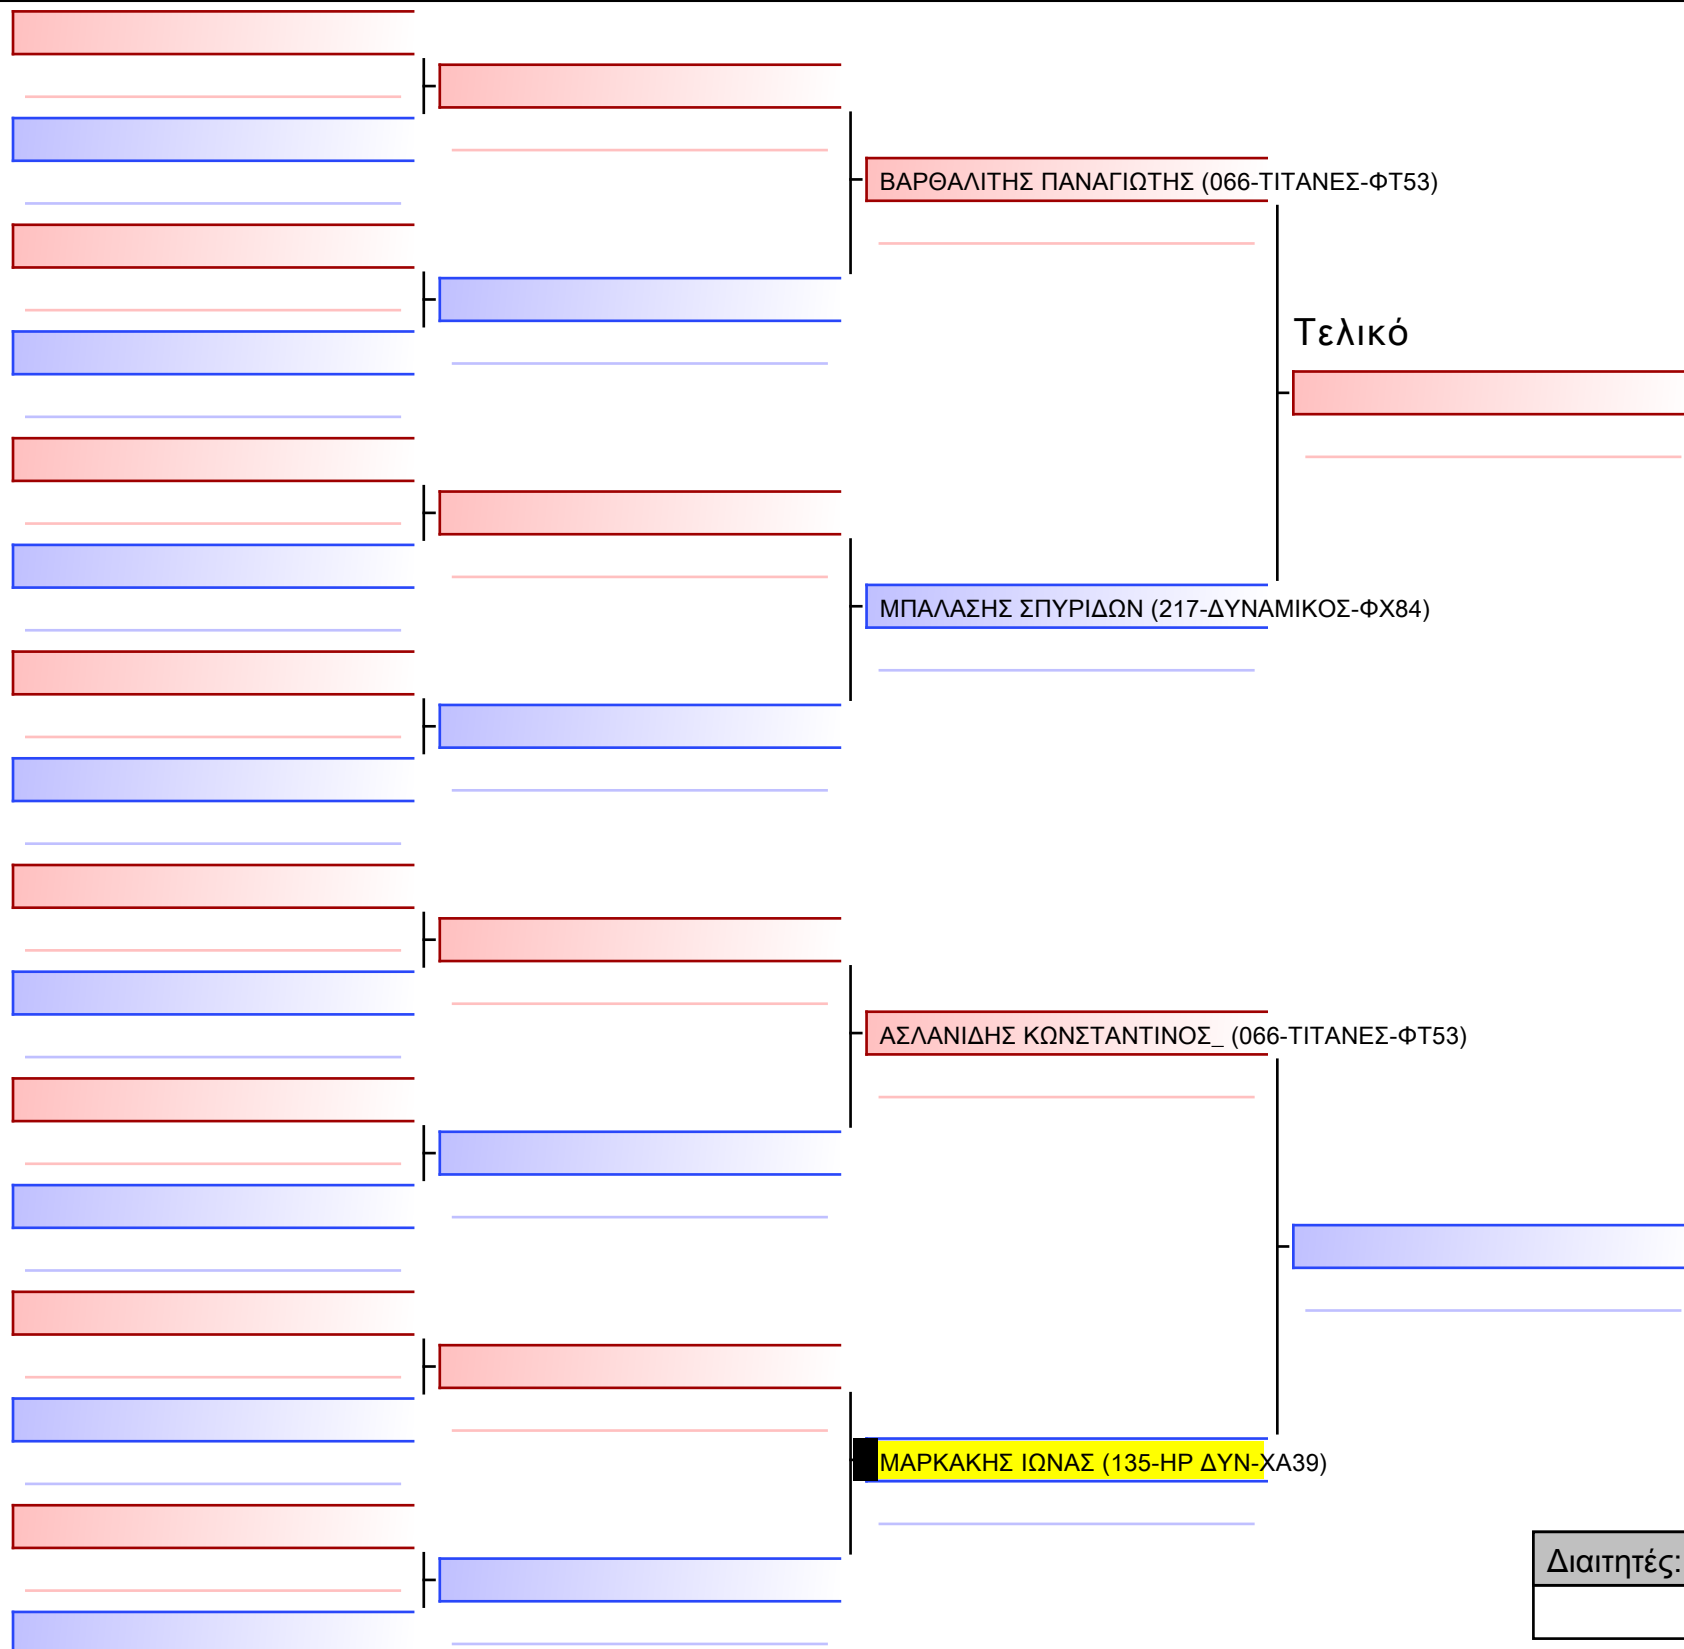 ΒΑΡΘΑΛΙΤΗΣ ΠΑΝΑΓΙΩΤΗΣ (066-ΤΙΤΑΝΕΣ-ΦΤ53)
Τελικό
ΜΠΑΛΑΣΗΣ ΣΠΥΡΙΔΩΝ (217-ΔΥΝΑΜΙΚΟΣ-ΦΧ84)
ΑΣΛΑΝΙΔΗΣ ΚΩΝΣΤΑΝΤΙΝΟΣ_ (066-ΤΙΤΑΝΕΣ-ΦΤ53)
ΜΑΡΚΑΚΗΣ ΙΩΝΑΣ (135-ΗΡ ΔΥΝ-ΧΑ39)
Διαιτητές: